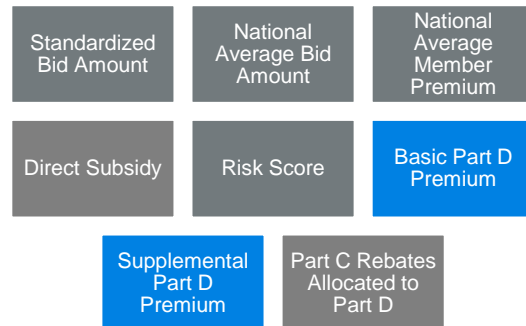 Standardized
Bid Amount
National
Average Bid
Amount
National
Average
Member
Premium
Direct Subsidy
Risk Score
Basic Part D
Premium
Supplemental
Part D
Premium
Part C Rebates
Allocated to
Part D